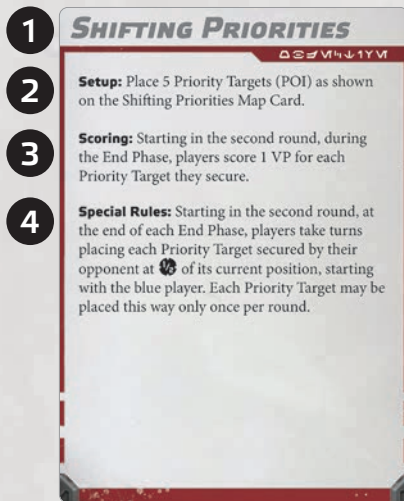 1
SHIFTING PRIORITIES
2
Setup: Place 5 Priority Targets (POI) as shown
on the Shifting Priorities Map Card.
3
Scoring: Starting in the second round, during
the End Phase, players score 1 VP for each
Priority Target they secure.
4
Special Rules: Starting in the second round, at
the end of each End Phase, players take turns
placing each Priority Target secured by their
opponent at of its current position, starting
with the blue player. Each Priority Target may be
placed this way only once per round.